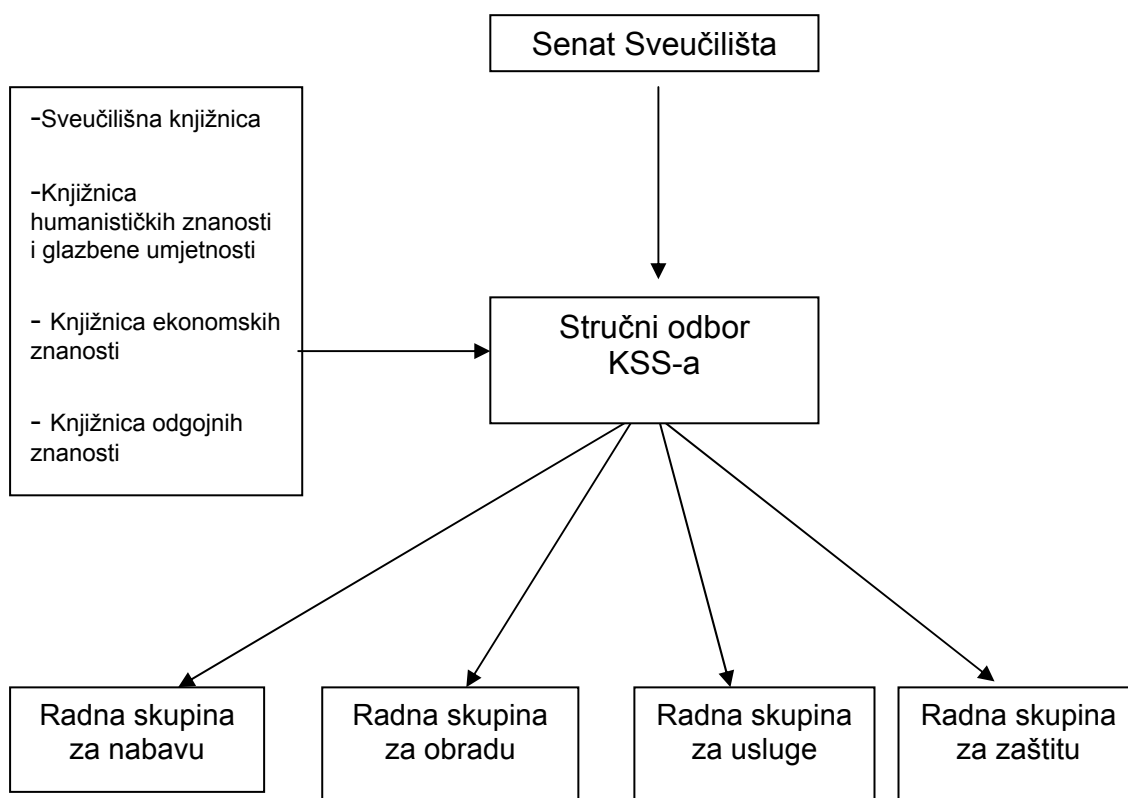 Senat Sveučilišta
-Sveučilišna knjižnica
-Knjižnica
humanističkih znanosti
i glazbene umjetnosti
- Knjižnica ekonomskih
znanosti
- Knjižnica odgojnih
znanosti
Stručni odbor
KSS-a
Radna skupina
za nabavu
Radna skupina
za obradu
Radna skupina
za usluge
Radna skupina
za zaštitu